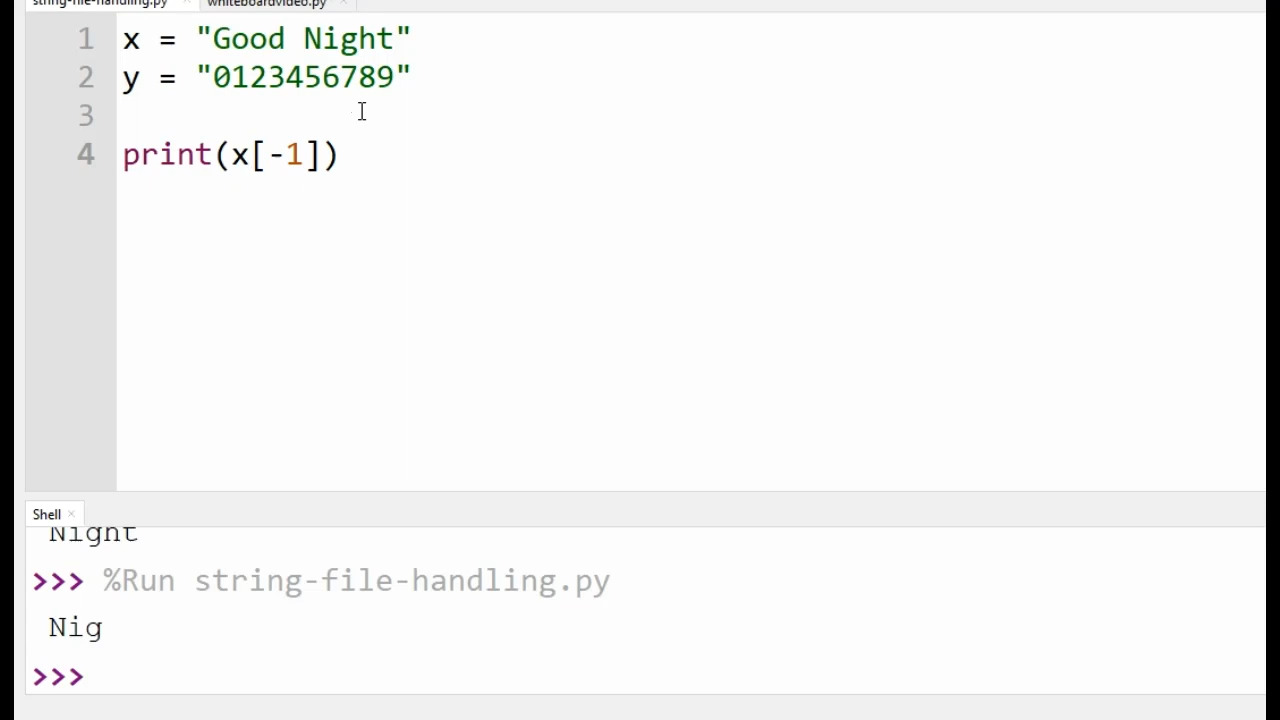 string-file-handling.py × whiteboardvideo.py ×
1 x = "Good Night"
2 y = "0123456789"
3
4 print(x[-1])
Shell ×
Night
>>> %Run string-file-handling.py
Nig
>>>